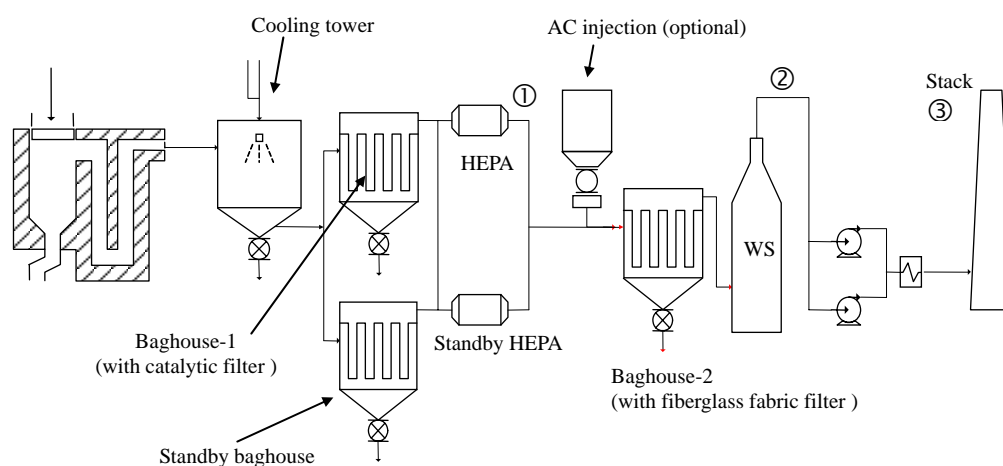 Cooling tower
AC injection (optional)
①
②
Stack
③
HEPA
WS
Standby HEPA
Baghouse-1
(with catalytic filter )
Baghouse-2
(with fiberglass fabric filter )
Standby baghouse